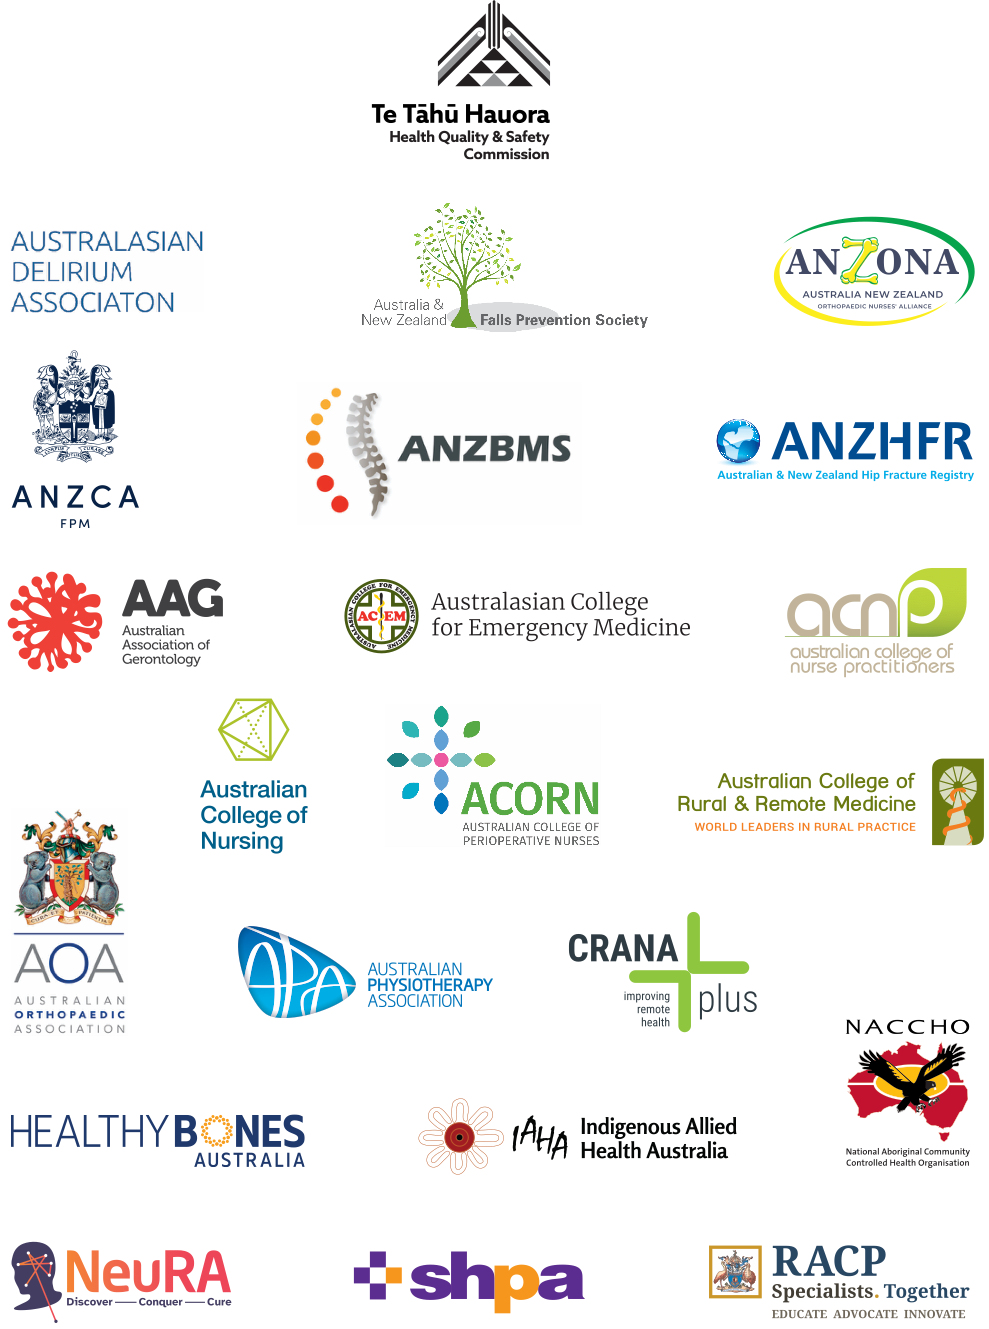 Te Tāhū Hauora
Health Quality & Safety
Commission
AUSTRALASIAN
DELIRIUM
ASSOCIATON
Australia &
New Zealand
Falls Prevention Society
ANZONA
AUSTRALIA NEW ZEALAND
ORTHOPAEDIC NURSES' ALLIANCE
ANZCA
FPM
ANZBMS
ANZHFR
Australian & New Zealand Hip Fracture Registry
AAG
Australian
Association of
Gerontology
AUSTRALASIAN COLLEGE FOR EMERGENCY MEDICINE
ACEM
Australasian College
for Emergency Medicine
acnp
australian college of
nurse practitioners
Australian
College of
Nursing
ACORN
AUSTRALIAN COLLEGE OF
PERIOPERATIVE NURSES
Australian College of
Rural & Remote Medicine
WORLD LEADERS IN RURAL PRACTICE
AOA
AUSTRALIAN
ORTHOPAEDIC
ASSOCIATION
APA
AUSTRALIAN
PHYSIOTHERAPY
ASSOCIATION
CRANA
plus
improving
remote
health
NACCHO
National Aboriginal Community
Controlled Health Organisation
HEALTHY BONES
AUSTRALIA
IAHA
Indigenous Allied
Health Australia
NeuRA
Discover — Conquer — Cure
shpa
RACP
Specialists. Together
EDUCATE ADVOCATE INNOVATE